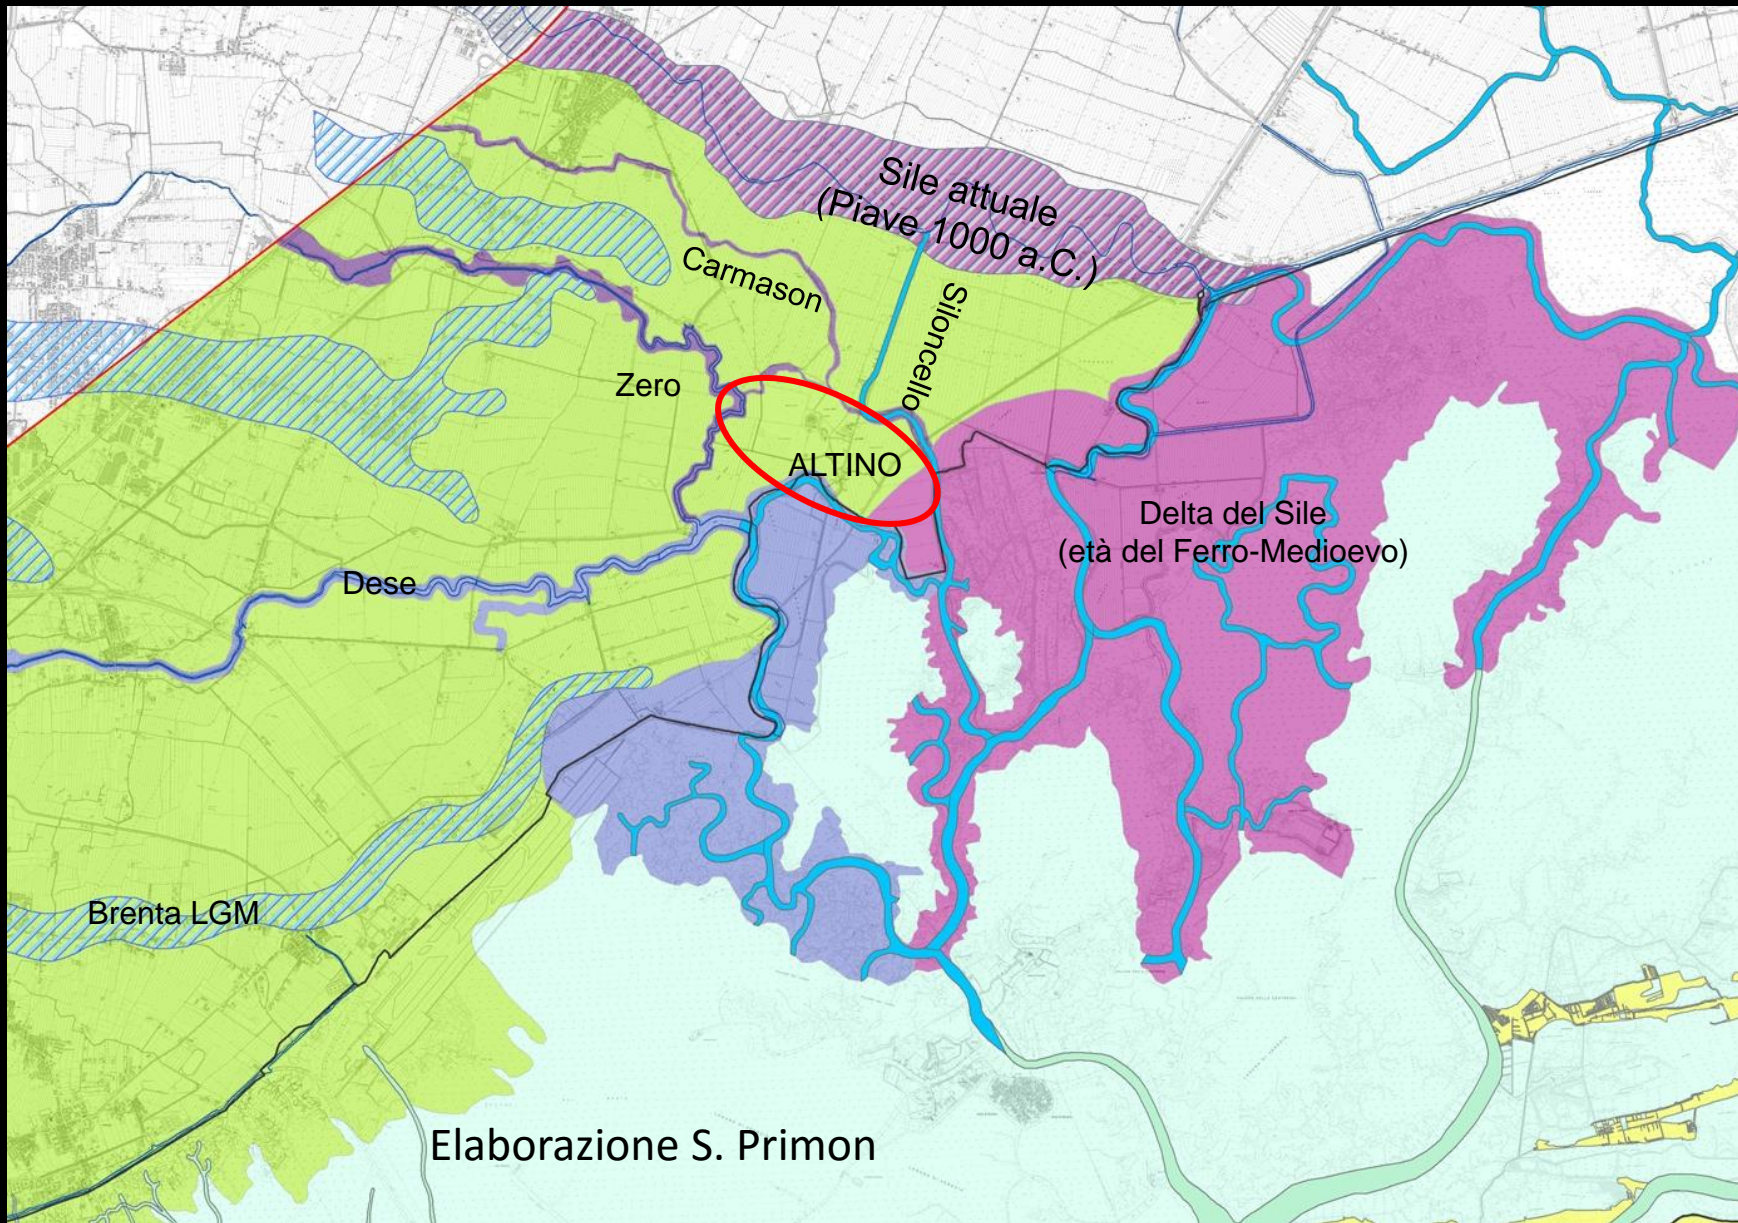 Sile attuale
(Piave 1000 a.C.)
Carmason
Siloncello
Zero
ALTINO
Delta del Sile
(età del Ferro-Medioevo)
Dese
Brenta LGM
Elaborazione S. Primon